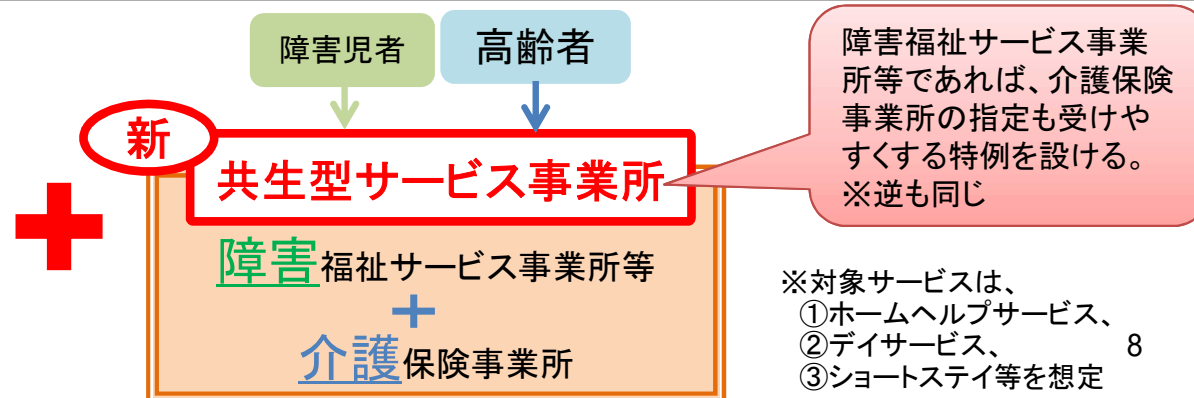 障害児者
高齢者
新
共生型サービス事業所
障害福祉サービス事業所等
+
介護保険事業所
障害福祉サービス事業
所等であれば、介護保険
事業所の指定も受けや
すくする特例を設ける。
※逆も同じ
※対象サービスは、
①ホームヘルプサービス、
②デイサービス、
③ショートステイ等を想定
8